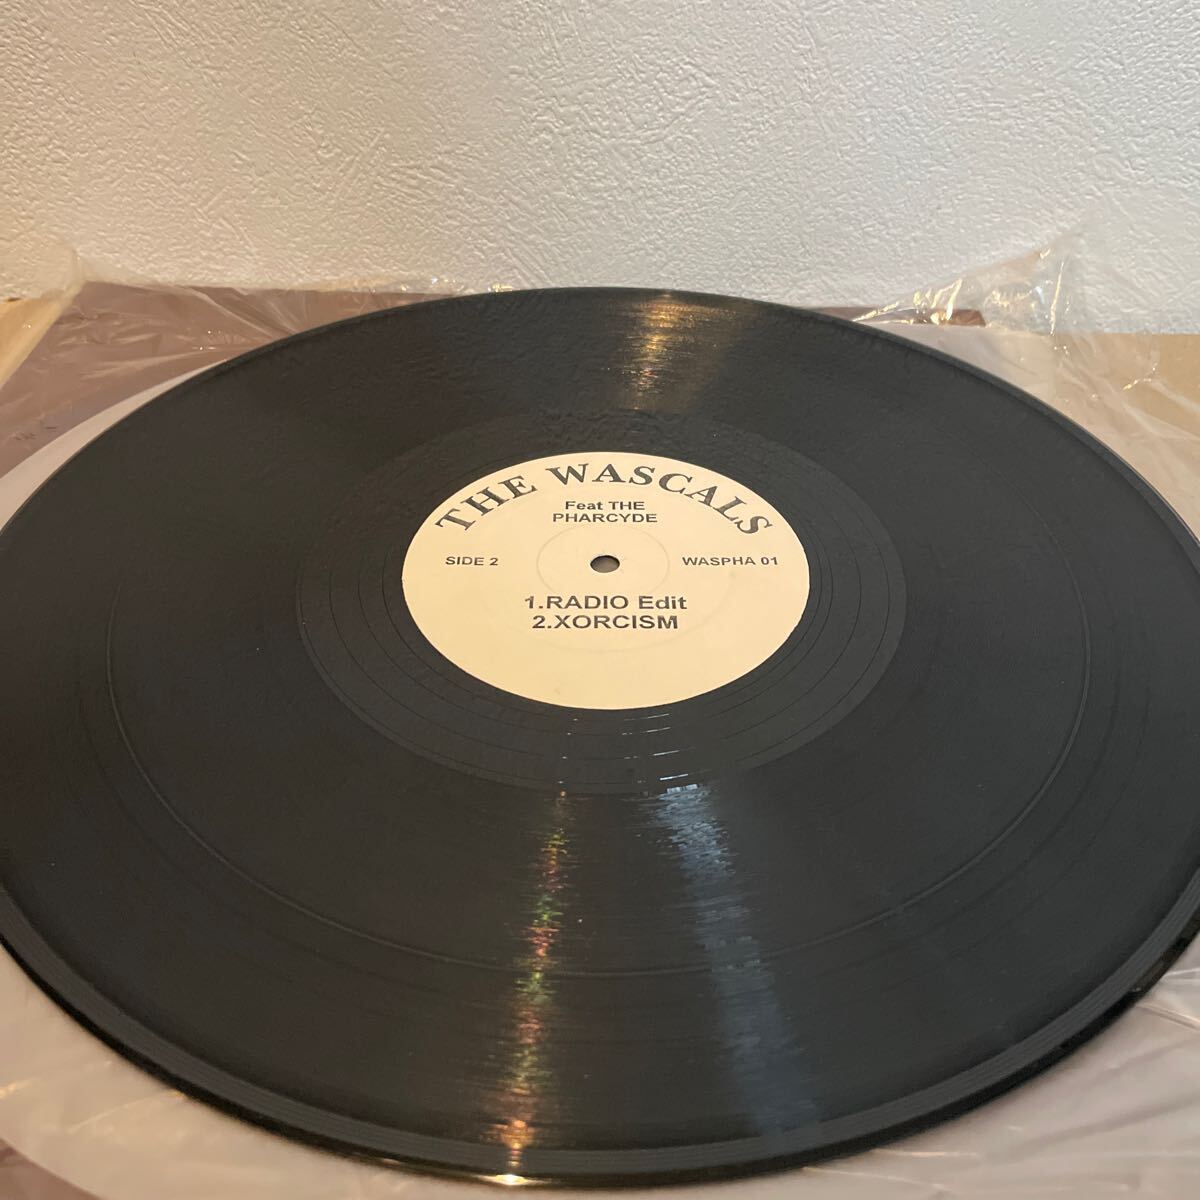 THE WASCALS
Feat THE
PHARCYDE
SIDE 2
WASPHA 01
1.RADIO Edit
2.XORCISM